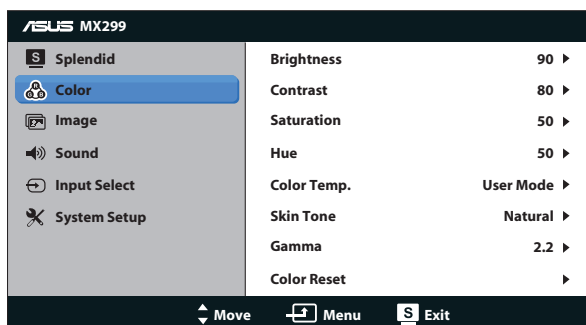 ASUS MX299
S Splendid
Color
Image
Sound
Input Select
System Setup
Brightness 90
Contrast 80
Saturation 50
Hue 50
Color Temp. User Mode
Skin Tone Natural
Gamma 2.2
Color Reset
Move Menu S Exit